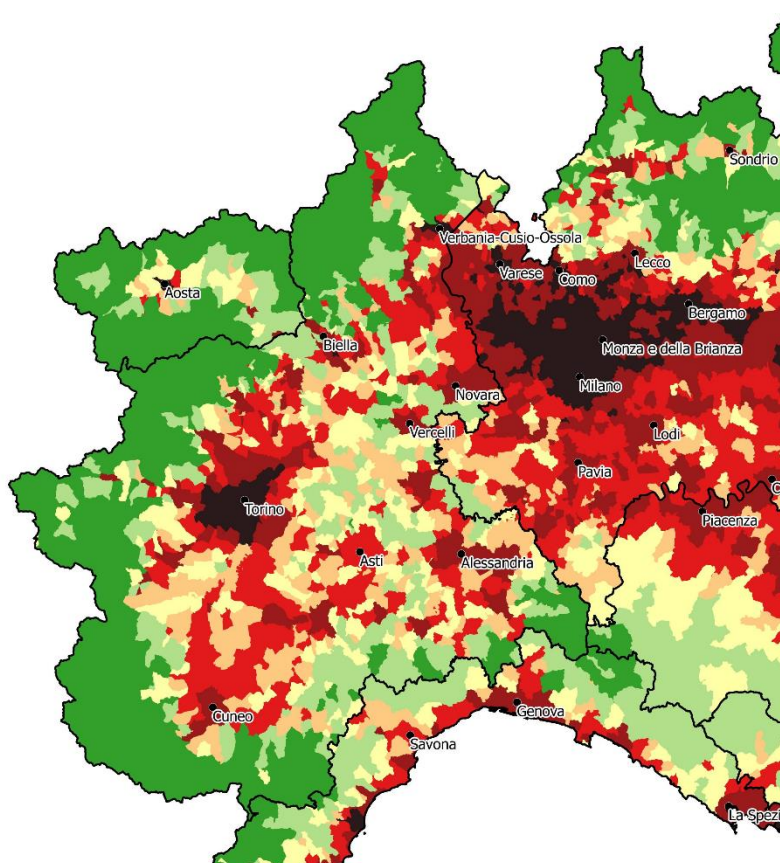 Sondrio
Verbania-Cusio-Ossola
Lecco
Varese
Como
Aosta
Bergamo
Biella
Monza e della Brianza
Milano
Novara
Vercelli
Lodi
Pavia
Torino
Piacenza
Asti
Alessandria
Genova
Cuneo
Savona
La Spezi